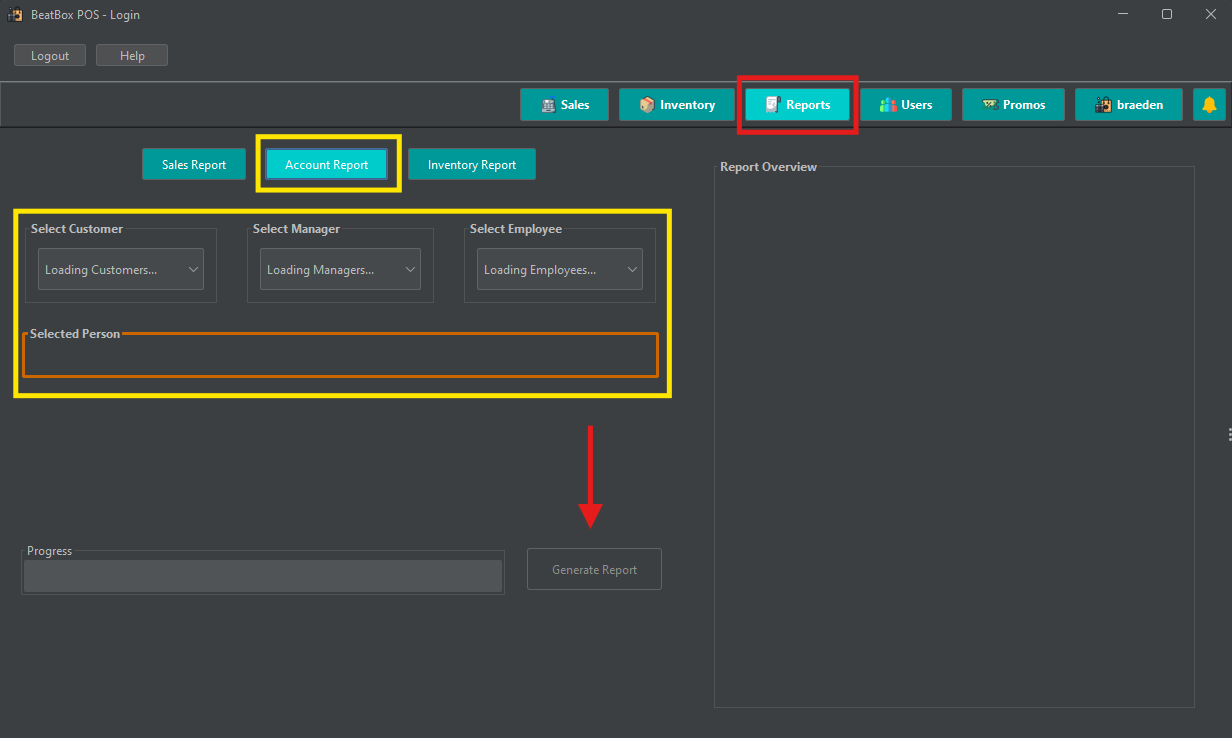 BeatBox POS - Login
Logout Help
Sales Inventory Reports Users Promos braeden
Sales Report Account Report Inventory Report
Report Overview
Select Customer Select Manager Select Employee
Loading Customers... Loading Managers... Loading Employees...
Selected Person
Progress
Generate Report